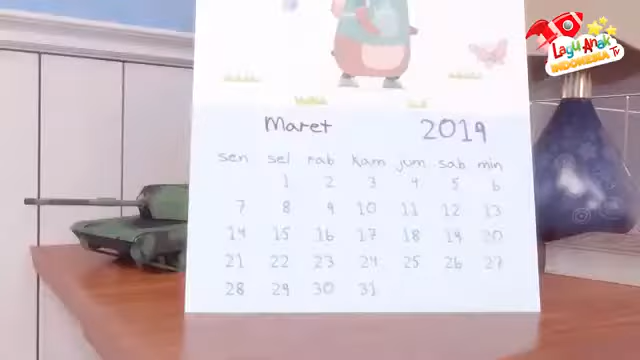 10
Lagu Anak
INDONESIA Tv
Maret 2019
sen sel rab kam jum sab min
1 2 3 4 5 6
7 8 9 10 11 12 13
14 15 16 17 18 19 20
21 22 23 24 25 26 27
28 29 30 31